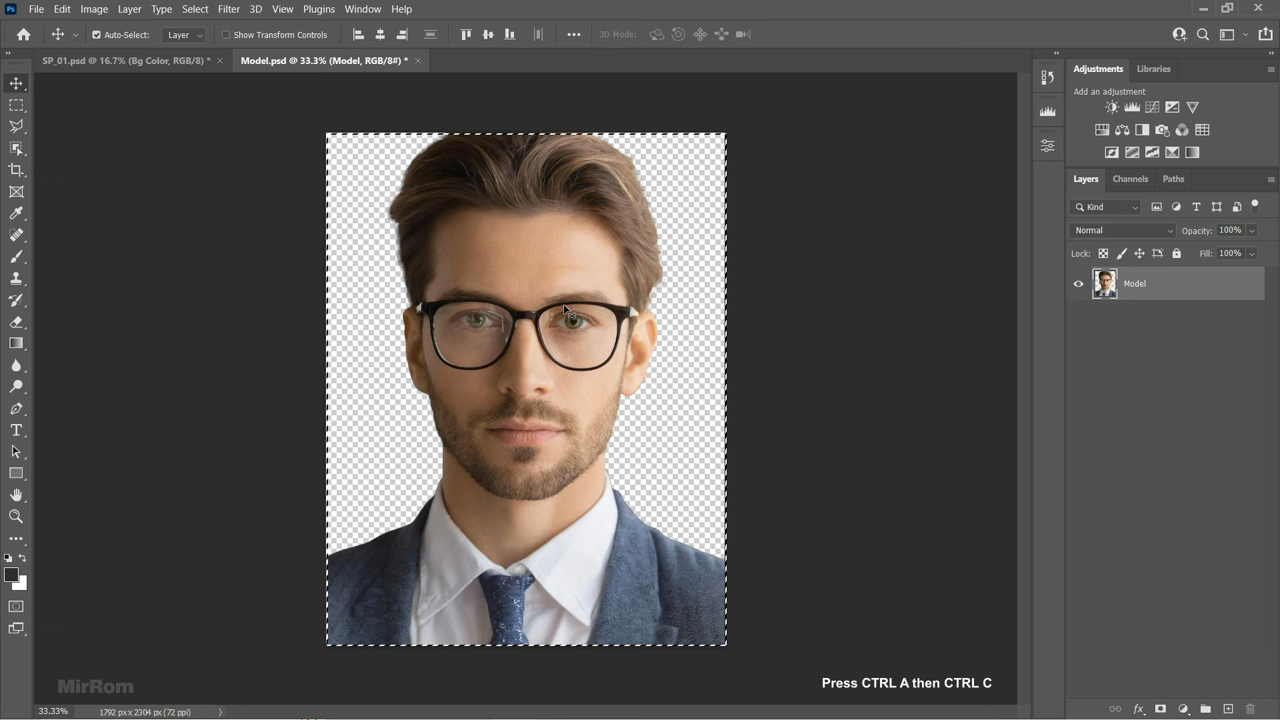 Ps File Edit Image Layer Type Select Filter 3D View Plugins Window Help
Auto-Select: Layer Show Transform Controls 3D Mode:
SP_01.psd @ 16.7% (Bg Color, RGB/8) * × Model.psd @ 33.3% (Model, RGB/8#) * ×
Adjustments Libraries
Add an adjustment
Layers Channels Paths
Kind
Normal Opacity: 100%
Lock: Fill: 100%
Model
MirRom
Press CTRL A then CTRL C
33.33% 1792 px x 2304 px (72 ppi)